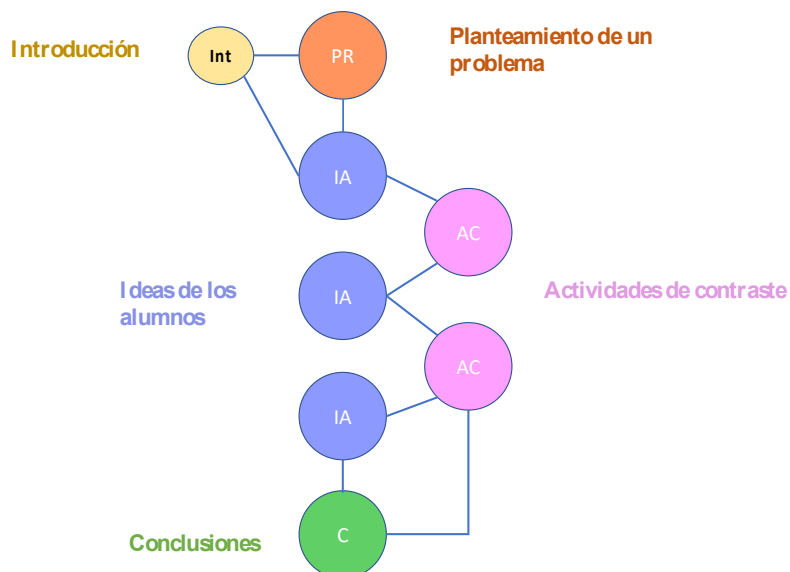 Introducción
Int
PR
Planteamiento de un
problema
IA
AC
Ideas de los
alumnos
IA
Actividades de contraste
AC
IA
Conclusiones
C